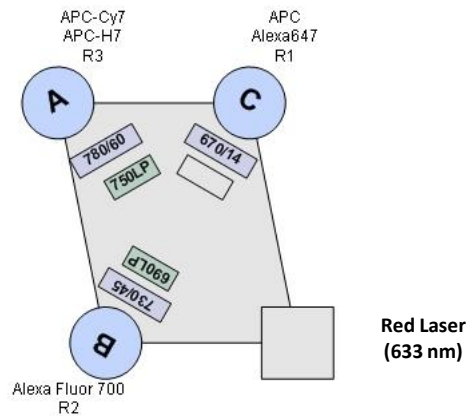 APC-Cy7
APC-H7
R3
APC
Alexa647
R1
A
C
780/60
750LP
670/14
690LP
730/45
B
Alexa Fluor 700
R2
Red Laser
(633 nm)